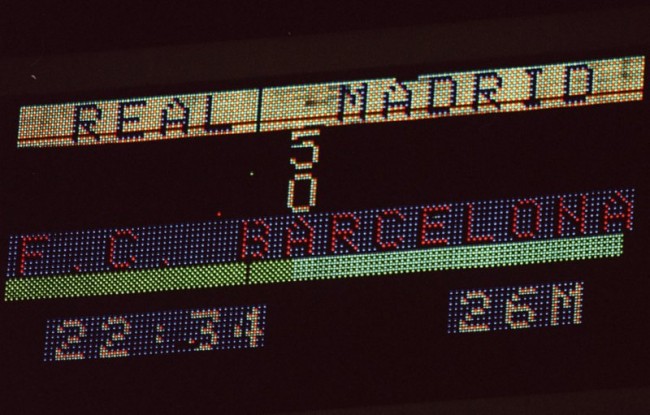 REAL MADRID
5
0
F.C. BARCELONA
22:34 26M